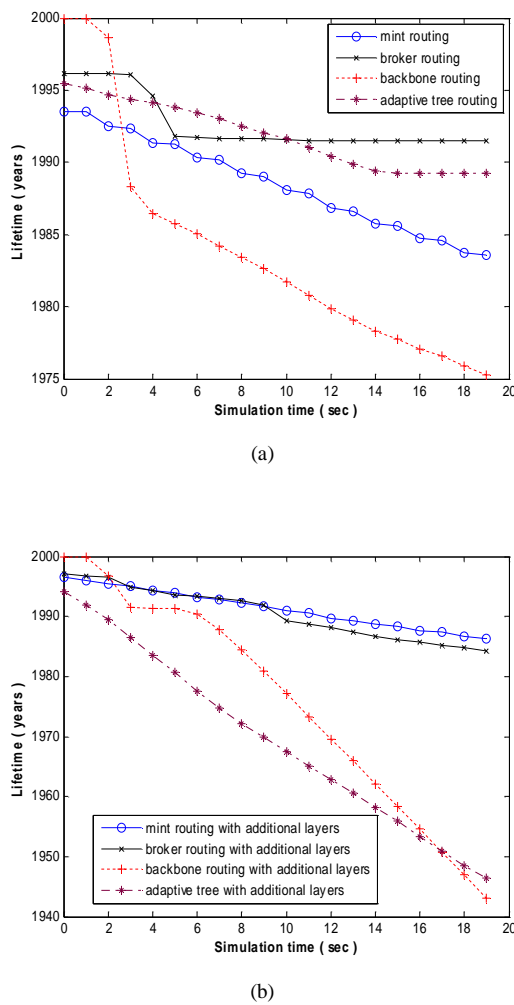 2000
1995
1990
1985
1980
1975
Lifetime ( years )
mint routing
broker routing
backbone routing
adaptive tree routing
0 2 4 6 8 10 12 14 16 18 20
Simulation time ( sec )
(a)
2000
1990
1980
1970
1960
1950
1940
Lifetime ( years )
mint routing with additional layers
broker routing with additional layers
backbone routing with additional layers
adaptive tree with additional layers
0 2 4 6 8 10 12 14 16 18 20
Simulation time ( sec )
(b)